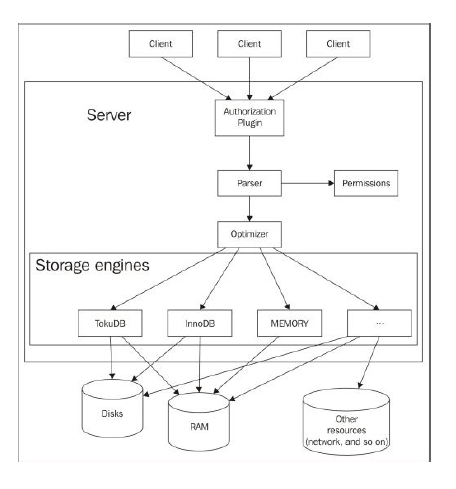 Client
Client
Client
Server
Authorization
Plugin
Parser
Permissions
Optimizer
Storage engines
TokuDB
InnoDB
MEMORY
...
Disks
RAM
Other
resources
(network, and so on)